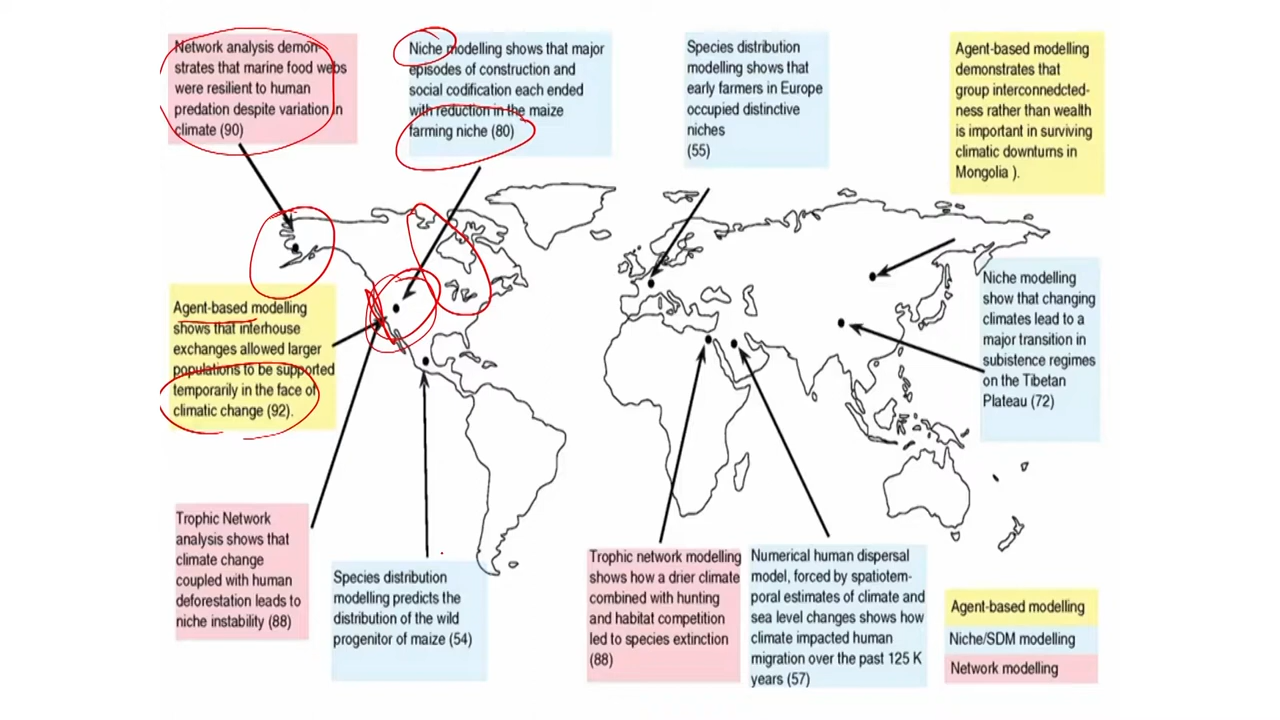 Network analysis demon-
strates that marine food webs
were resilient to human
predation despite variation in
climate (90)
Niche modelling shows that major
episodes of construction and
social codification each ended
with reduction in the maize
farming niche (80)
Species distribution
modelling shows that
early farmers in Europe
occupied distinctive
niches
(55)
Agent-based modelling
demonstrates that
group interconnedcted-
ness rather than wealth
is important in surviving
climatic downturns in
Mongolia ).
Agent-based modelling
shows that interhouse
exchanges allowed larger
populations to be supported
temporarily in the face of
climatic change (92).
Niche modelling
show that changing
climates lead to a
major transition in
subistence regimes
on the Tibetan
Plateau (72)
Trophic Network
analysis shows that
climate change
coupled with human
deforestation leads to
niche instability (88)
Species distribution
modelling predicts the
distribution of the wild
progenitor of maize (54)
Trophic network modelling
shows how a drier climate
combined with hunting
and habitat competition
led to species extinction
(88)
Numerical human dispersal
model, forced by spatiotem-
poral estimates of climate and
sea level changes shows how
climate impacted human
migration over the past 125 K
years (57)
Agent-based modelling
Niche/SDM modelling
Network modelling